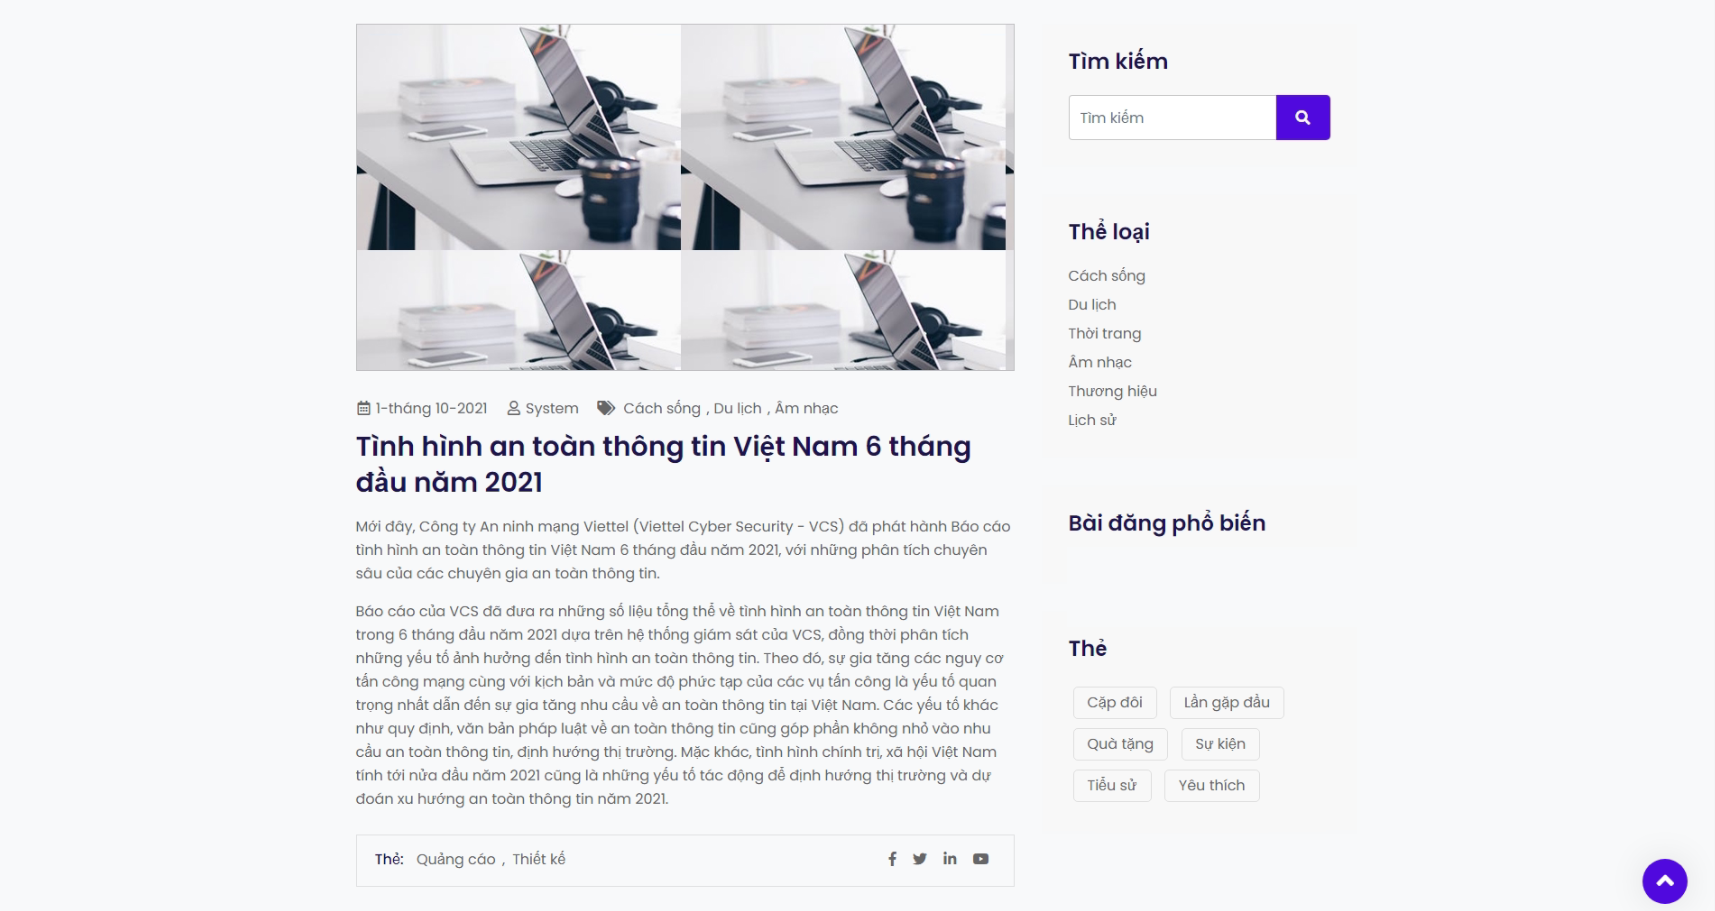 1-tháng 10-2021 System Cách sống , Du lịch , Âm nhạc
Tình hình an toàn thông tin Việt Nam 6 tháng
đầu năm 2021
Mới đây, Công ty An ninh mạng Viettel (Viettel Cyber Security - VCS) đã phát hành Báo cáo
tình hình an toàn thông tin Việt Nam 6 tháng đầu năm 2021, với những phân tích chuyên
sâu của các chuyên gia an toàn thông tin.
Báo cáo của VCS đã đưa ra những số liệu tổng thể về tình hình an toàn thông tin Việt Nam
trong 6 tháng đầu năm 2021 dựa trên hệ thống giám sát của VCS, đồng thời phân tích
những yếu tố ảnh hưởng đến tình hình an toàn thông tin. Theo đó, sự gia tăng các nguy cơ
tấn công mạng cùng với kịch bản và mức độ phức tạp của các vụ tấn công là yếu tố quan
trọng nhất dẫn đến sự gia tăng nhu cầu về an toàn thông tin tại Việt Nam. Các yếu tố khác
như quy định, văn bản pháp luật về an toàn thông tin cũng góp phần không nhỏ vào nhu
cầu an toàn thông tin, định hướng thị trường. Mặc khác, tình hình chính trị, xã hội Việt Nam
tính tới nửa đầu năm 2021 cũng là những yếu tố tác động để định hướng thị trường và dự
đoán xu hướng an toàn thông tin năm 2021.
Thẻ: Quảng cáo , Thiết kế
Tìm kiếm
Tìm kiếm
Thể loại
Cách sống
Du lịch
Thời trang
Âm nhạc
Thương hiệu
Lịch sử
Bài đăng phổ biến
Thẻ
Cặp đôi Lần gặp đầu
Quà tặng Sự kiện
Tiểu sử Yêu thích